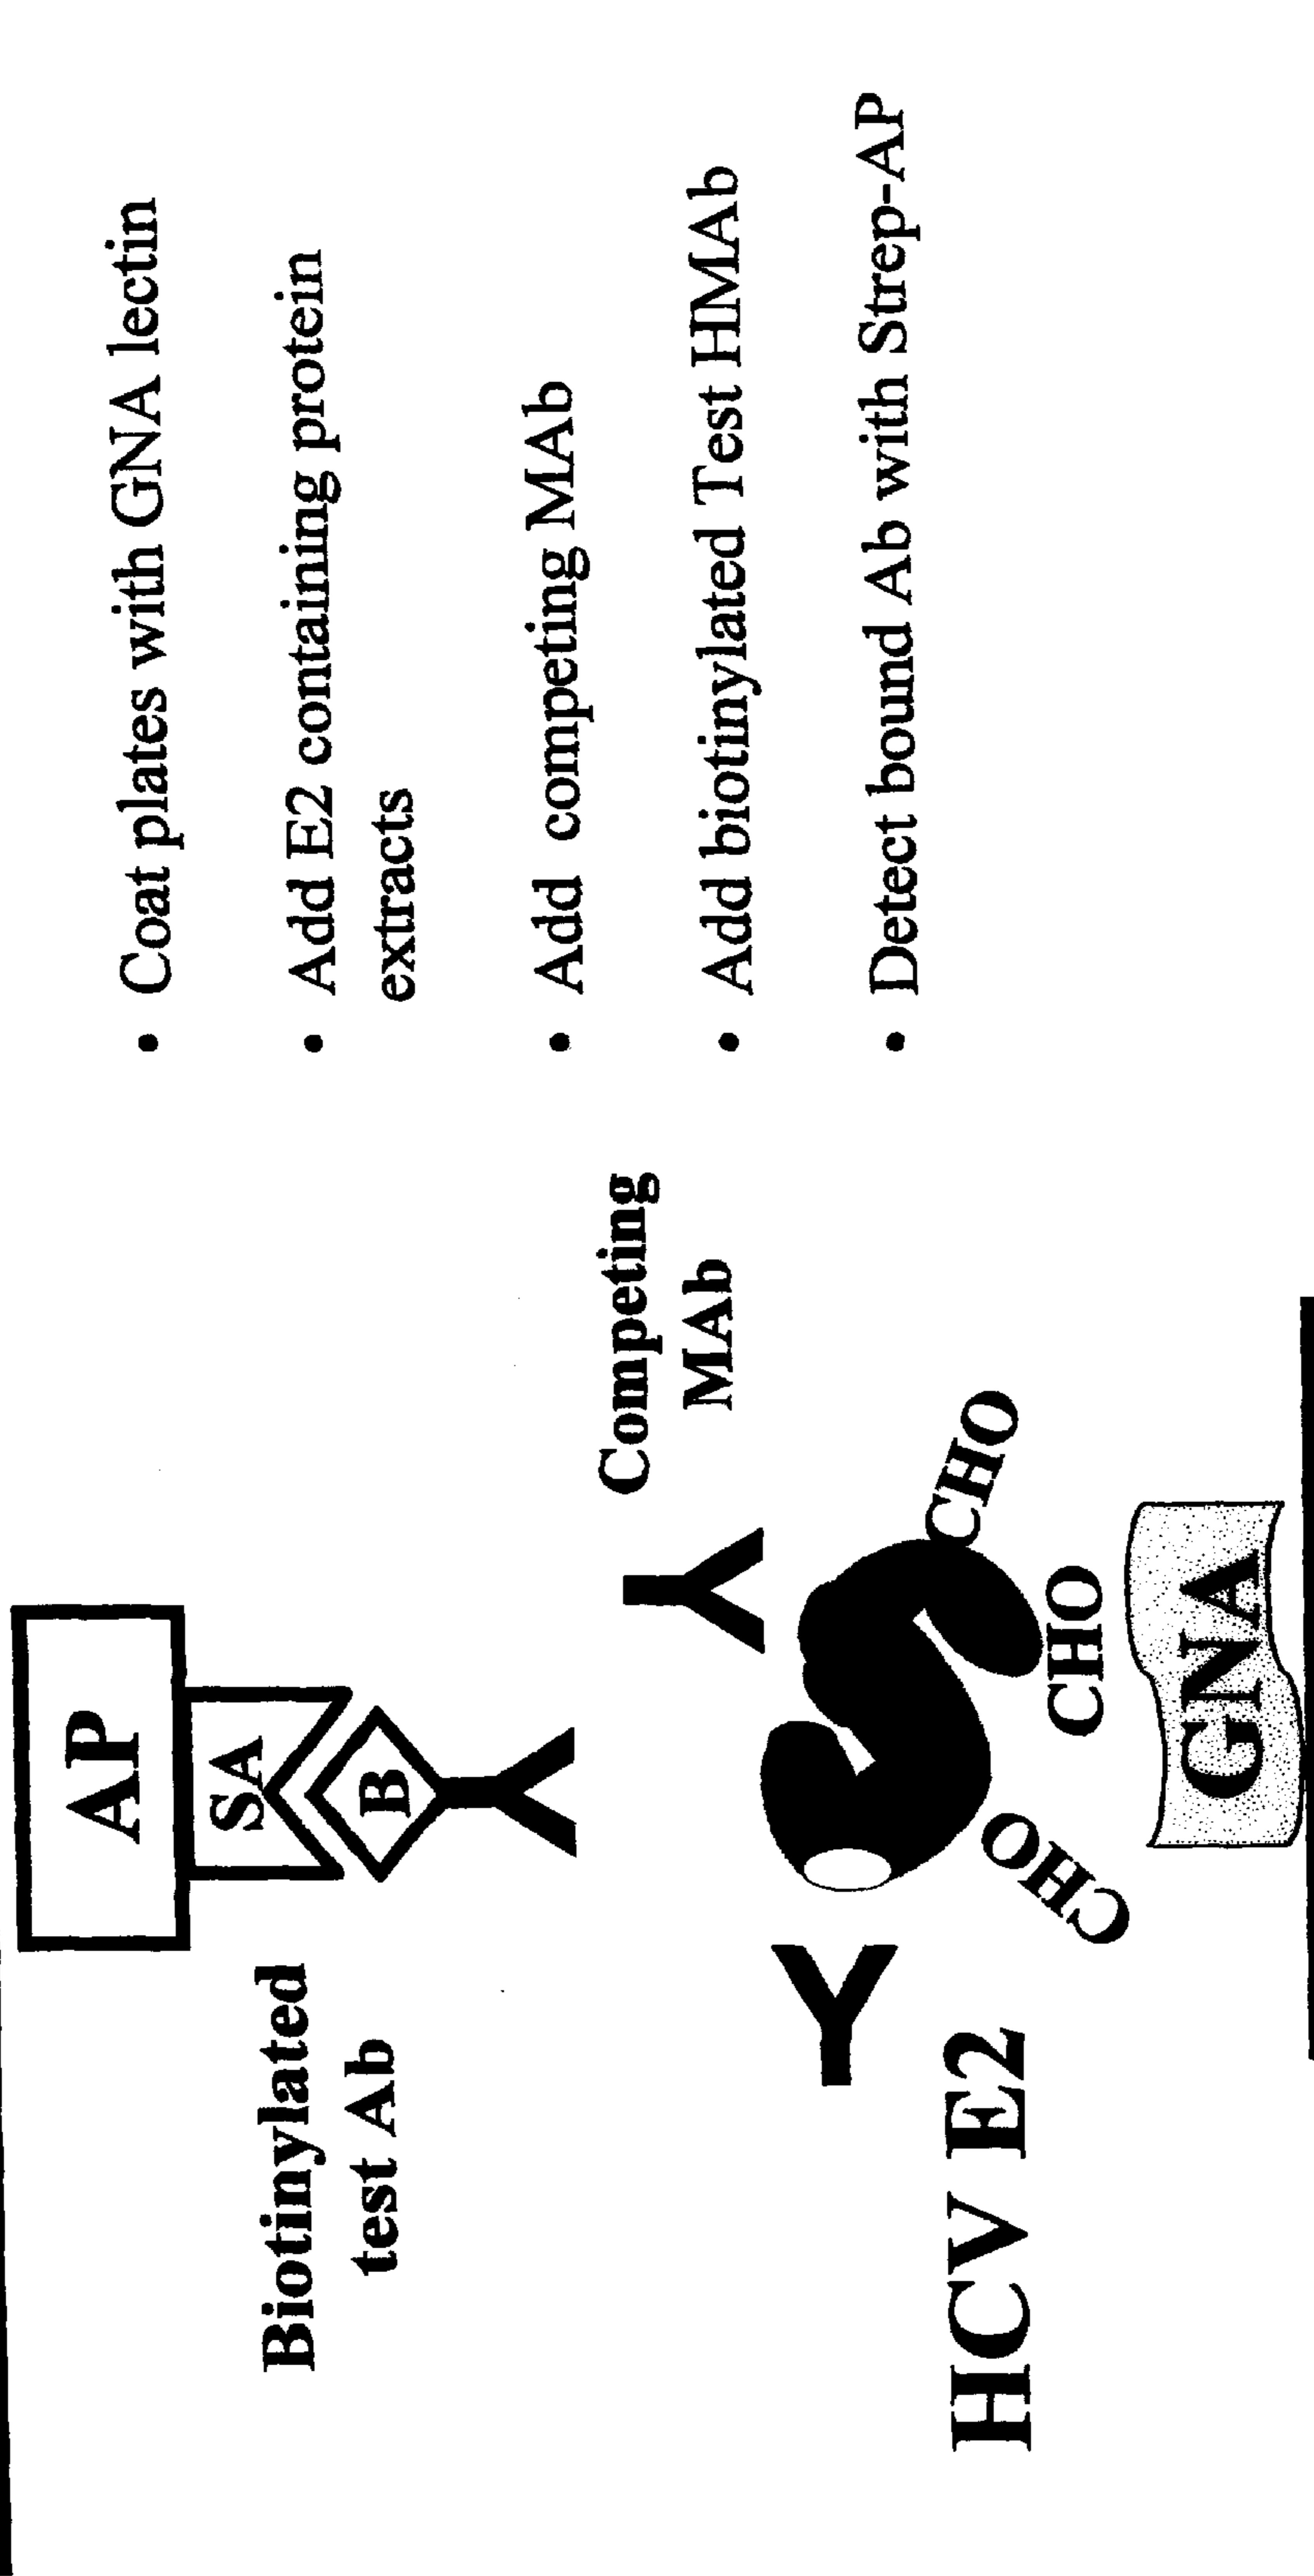 AP
SA
B
Biotinylated
test Ab
Competing
MAb
HCV E2
CHO
CHO
CHO
GNA
• Coat plates with GNA lectin
• Add E2 containing protein
extracts
• Add competing MAb
• Add biotinylated Test HMAb
• Detect bound Ab with Strep-AP